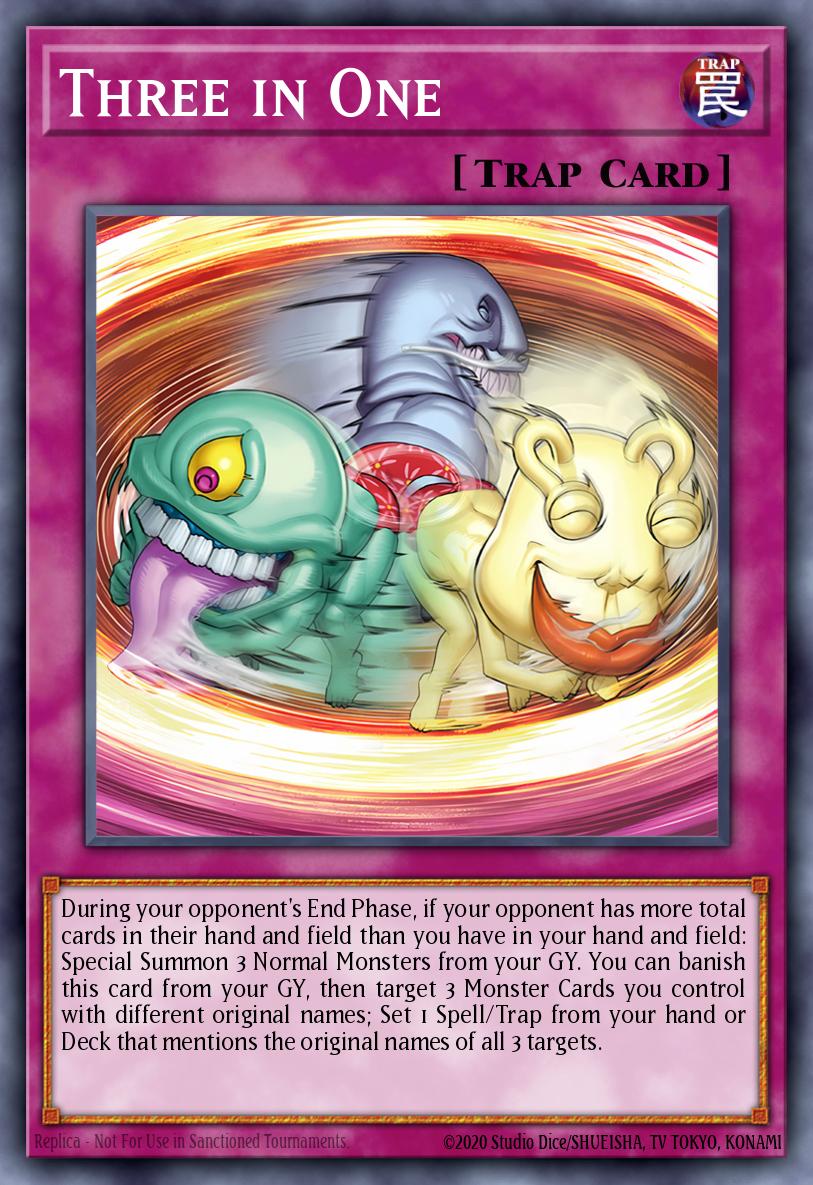 THREE IN ONE
TRAP
罠
[TRAP CARD]
During your opponent's End Phase, if your opponent has more total
cards in their hand and field than you have in your hand and field:
Special Summon 3 Normal Monsters from your GY. You can banish
this card from your GY, then target 3 Monster Cards you control
with different original names; Set 1 Spell/Trap from your hand or
Deck that mentions the original names of all 3 targets.
Replica - Not For Use in Sanctioned Tournaments.
©2020 Studio Dice/SHUEISHA, TV TOKYO, KONAMI